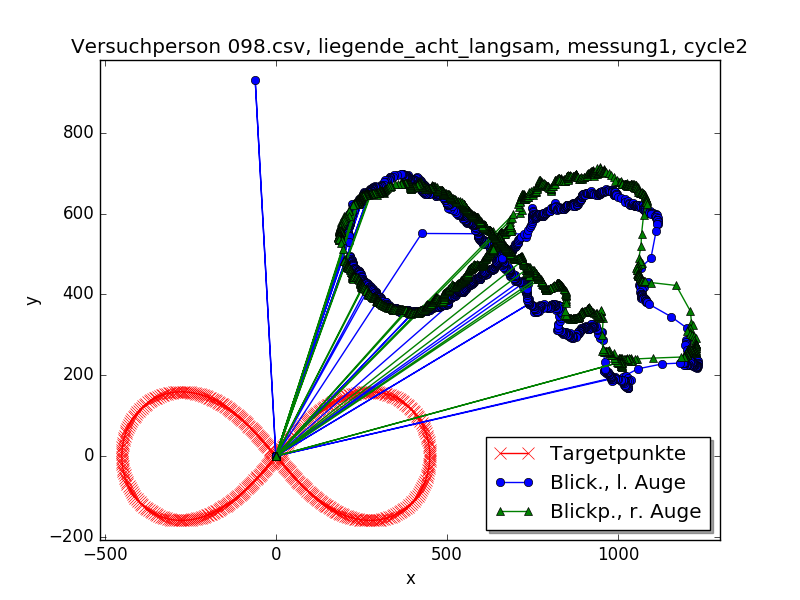 Versuchperson 098.csv, liegende_acht_langsam, messung1, cycle2
800
600
400
200
0
−200
y
−500
0
500
1000
x
Targetpunkte
Blick., l. Auge
Blickp., r. Auge